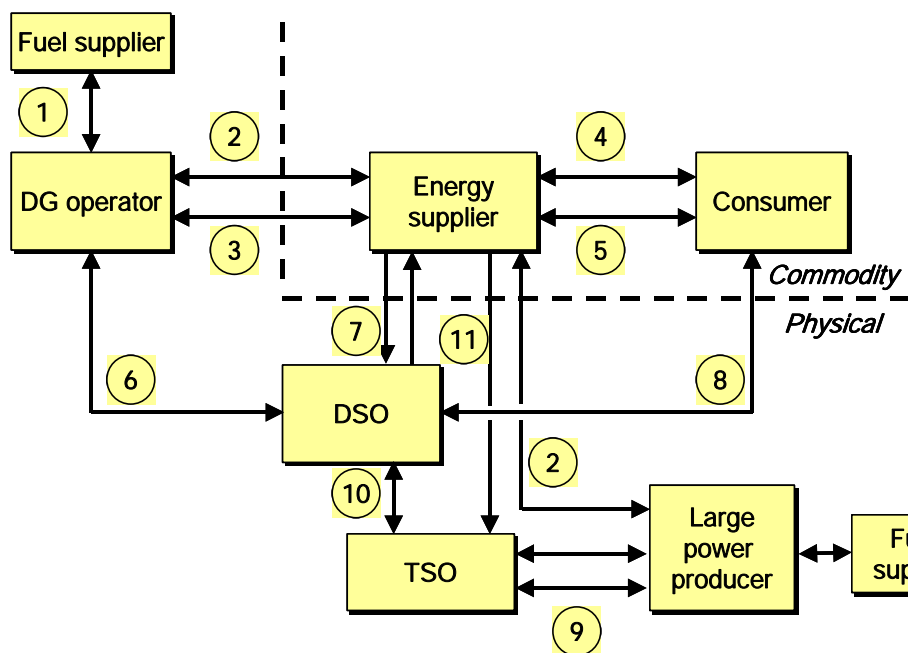 Fuel supplier
1
2
4
DG operator
Energy
supplier
Consumer
3
5
Commodity
Physical
7
11
6
8
DSO
2
10
Large
power
producer
TSO
9